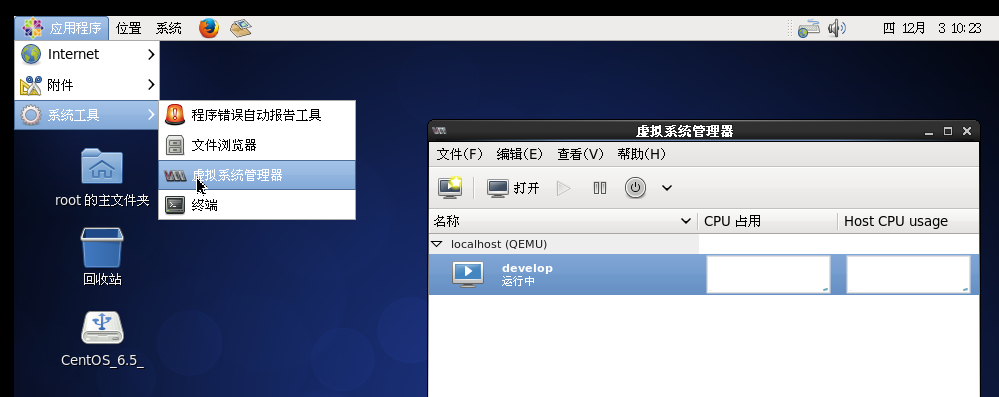 应用程序 位置 系统 四 12月 3 10:23
Internet
附件
系统工具
程序错误自动报告工具
文件浏览器
虚拟系统管理器
终端
root 的主文件夹
回收站
CentOS_6.5_
虚拟系统管理器
文件(F) 编辑(E) 查看(V) 帮助(H)
打开
名称 CPU 占用 Host CPU usage
localhost (QEMU)
develop
运行中